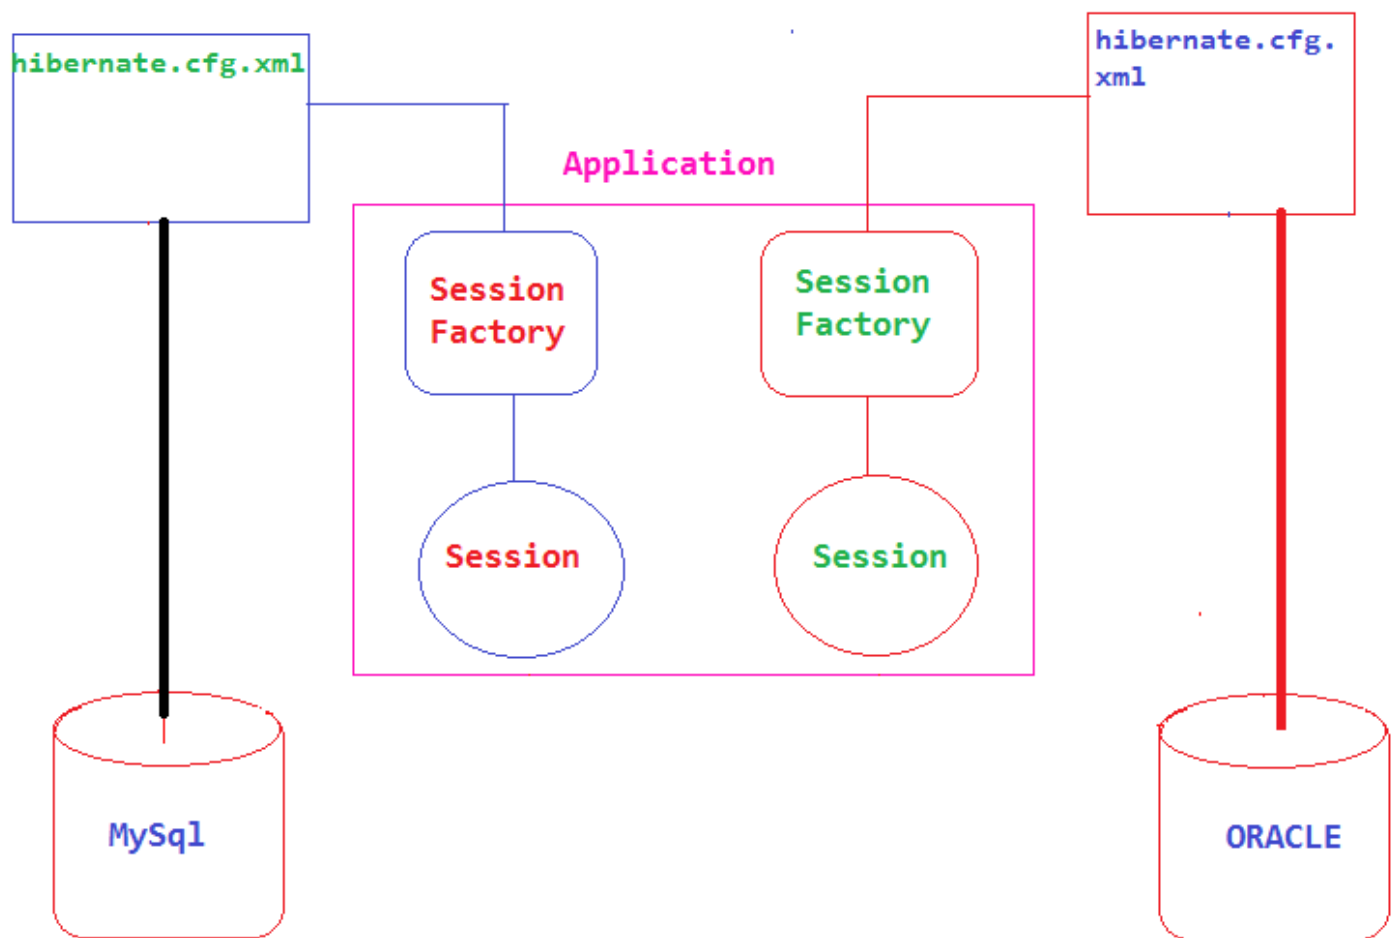 hibernate.cfg.xml
hibernate.cfg.
xml
Application
Session
Factory
Session
Factory
Session
Session
MySql
ORACLE